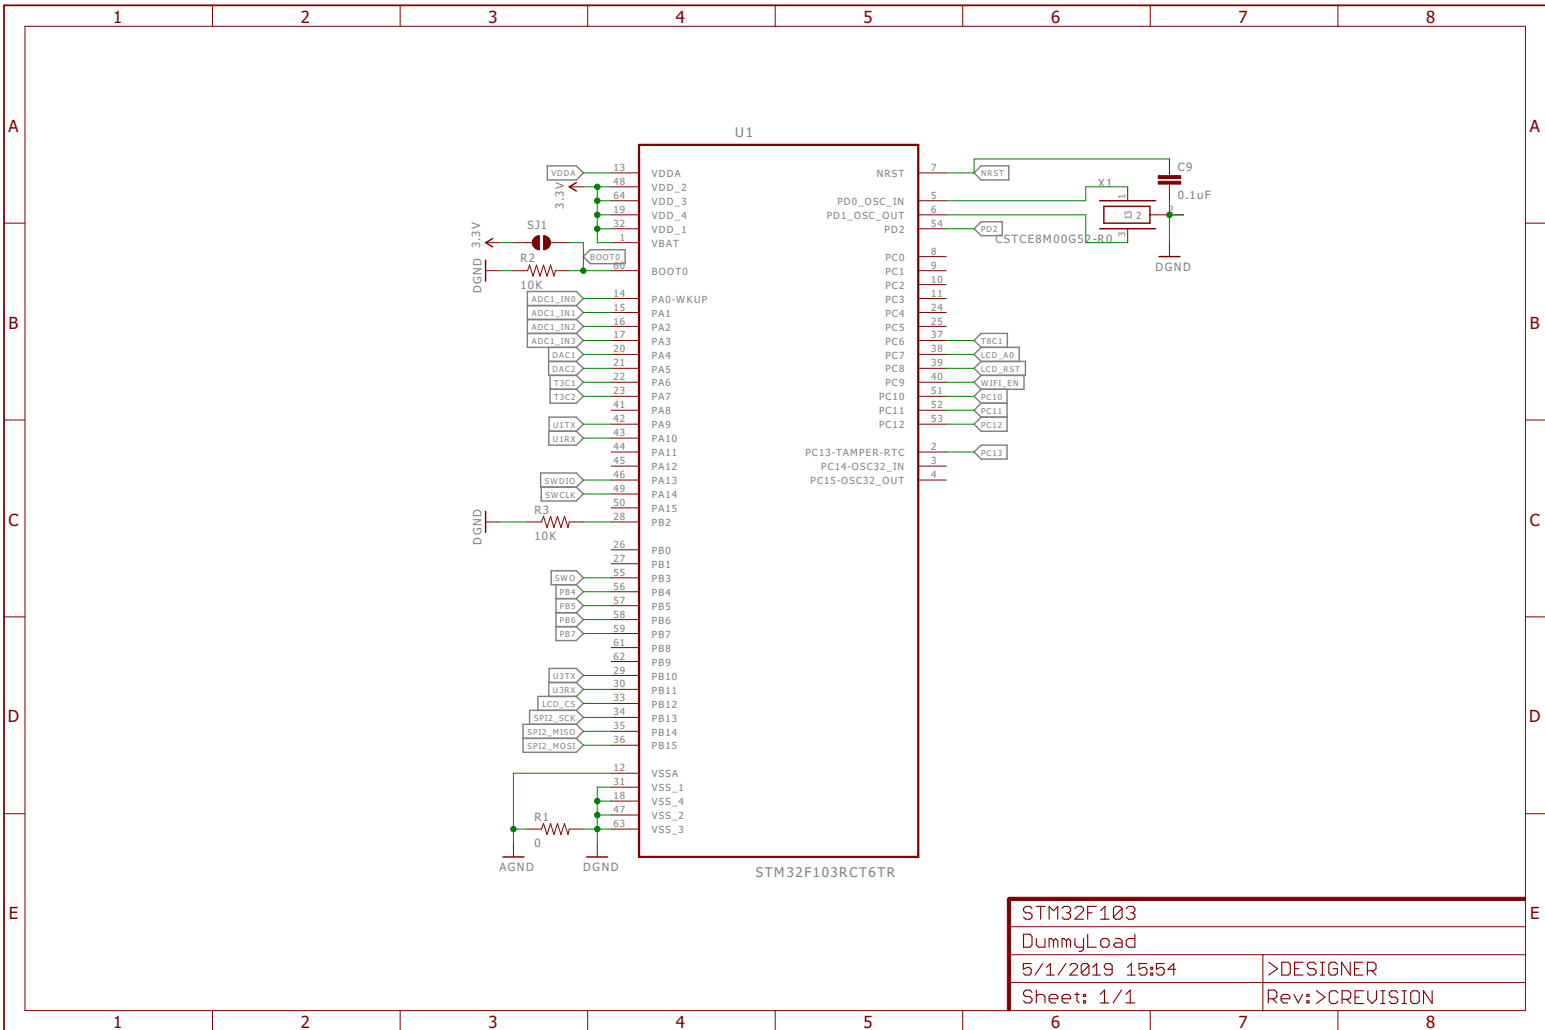 1 2 3 4 5 6 7 8
A A
B B
C C
D D
E E
U1
VDDA 13 VDDA
3.3V 48 VDD_2
64 VDD_3
19 VDD_4
32 VDD_1
1 VBAT
3.3V SJ1
BOOT0
DGND R2 10K 60 BOOT0
ADC1_IN0 14 PA0-WKUP
ADC1_IN1 15 PA1
ADC1_IN2 16 PA2
ADC1_IN3 17 PA3
DAC1 20 PA4
DAC2 21 PA5
T3C1 22 PA6
T3C2 23 PA7
41 PA8
U1TX 42 PA9
U1RX 43 PA10
44 PA11
45 PA12
SWDIO 46 PA13
SWCLK 49 PA14
50 PA15
DGND R3 10K 28 PB2
26 PB0
27 PB1
SWO 55 PB3
PB4 56 PB4
PB5 57 PB5
PB6 58 PB6
PB7 59 PB7
61 PB8
62 PB9
U3TX 29 PB10
U3RX 30 PB11
LCD_CS 33 PB12
SPI2_SCK 34 PB13
SPI2_MISO 35 PB14
SPI2_MOSI 36 PB15
12 VSSA
31 VSS_1
18 VSS_4
47 VSS_2
R1 0 63 VSS_3
AGND DGND
NRST 7 NRST
PD0_OSC_IN 5
PD1_OSC_OUT 6
PD2 54 PD2
PC0 8
PC1 9
PC2 10
PC3 11
PC4 24
PC5 25
PC6 37 T8C1
PC7 38 LCD_A0
PC8 39 LCD_RST
PC9 40 WIFI_EN
PC10 51 PC10
PC11 52 PC11
PC12 53 PC12
PC13-TAMPER-RTC 2 PC13
PC14-OSC32_IN 3
PC15-OSC32_OUT 4
C9
0.1uF
X1
1
13 2
2
3
CSTCE8M00G52-R0
DGND
STM32F103RCT6TR
STM32F103
DummyLoad
5/1/2019 15:54 >DESIGNER
Sheet: 1/1 Rev:>CREVISION
1 2 3 4 5 6 7 8